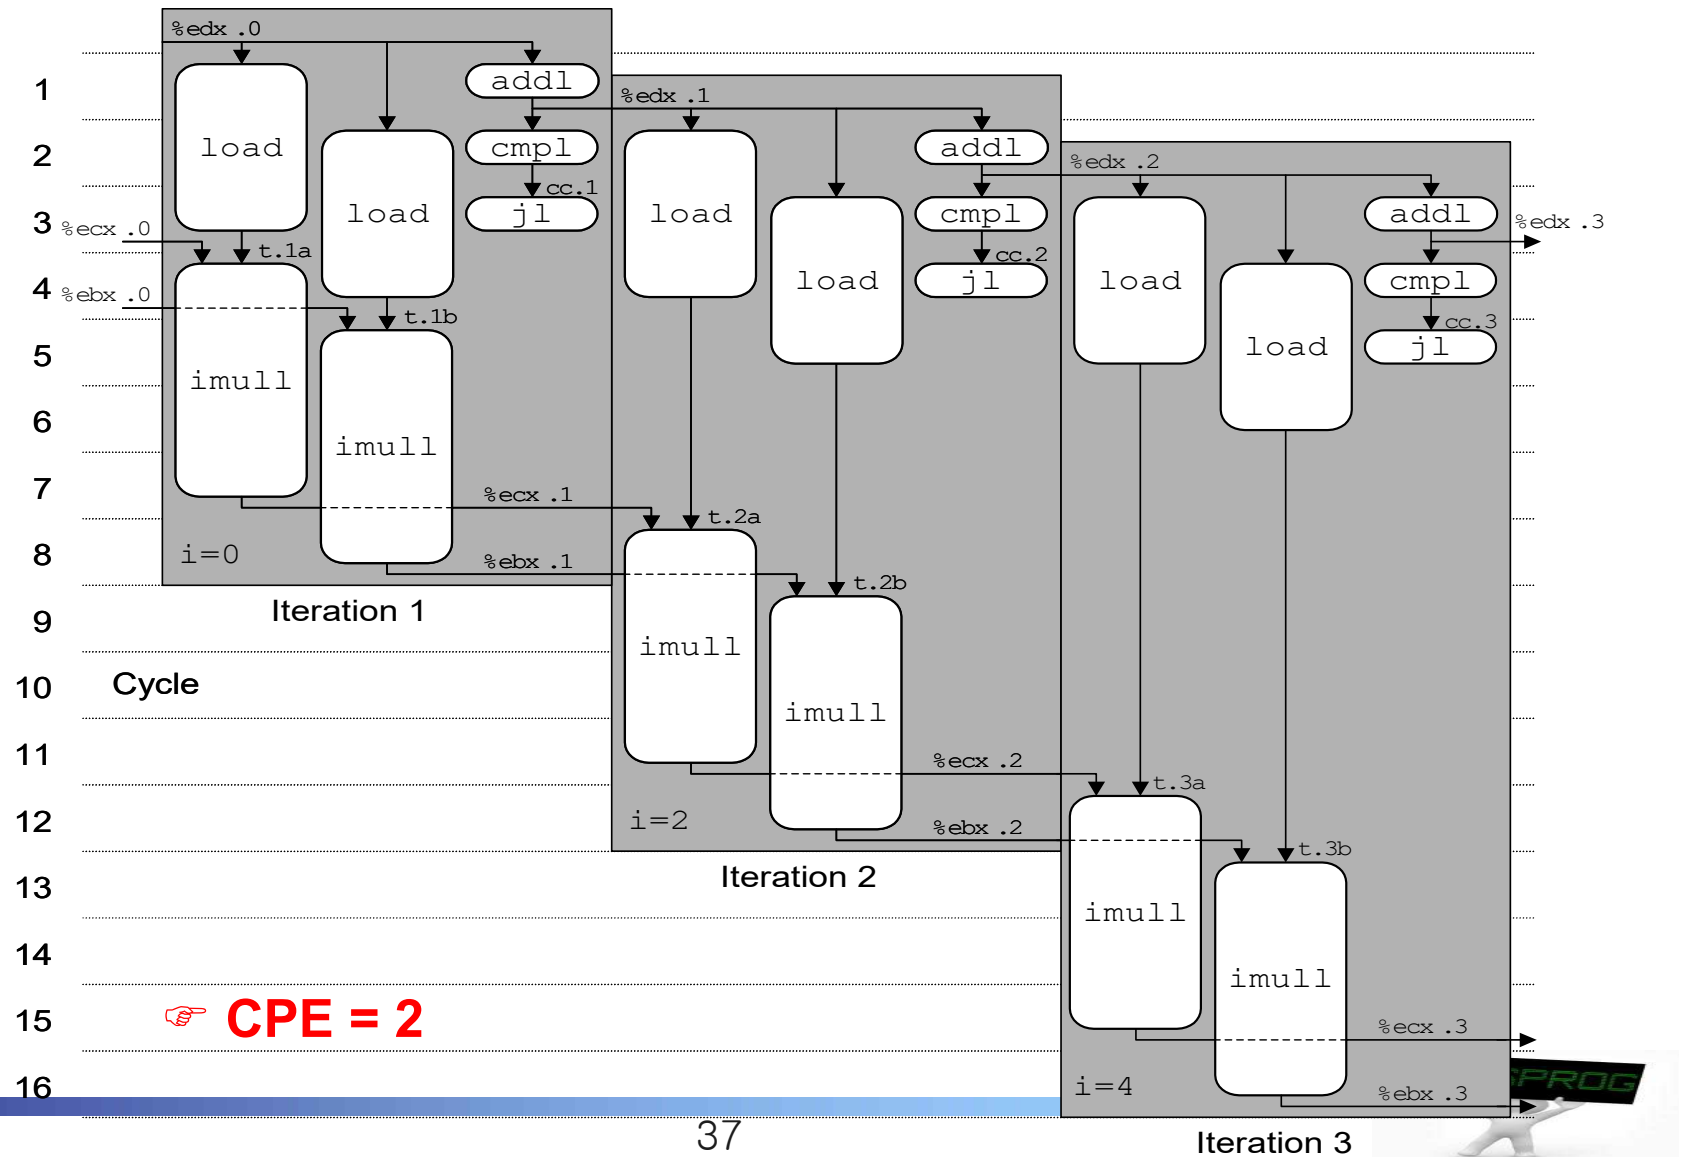 %edx .0
1
addl
%edx .1
load
cmpl
addl
2
%edx .2
cc.1
3
%ecx .0
load
jl
load
cmpl
addl
%edx .3
t.1a
cc.2
4
%ebx .0
load
jl
load
cmpl
t.1b
cc.3
5
imull
load
jl
6
imull
7
%ecx .1
t.2a
8
i=0
%ebx .1
t.2b
9
Iteration 1
imull
10
Cycle
imull
11
%ecx .2
t.3a
12
i=2
%ebx .2
t.3b
13
Iteration 2
imull
14
imull
15
☞ CPE = 2
%ecx .3
16
i=4
%ebx .3
37
Iteration 3